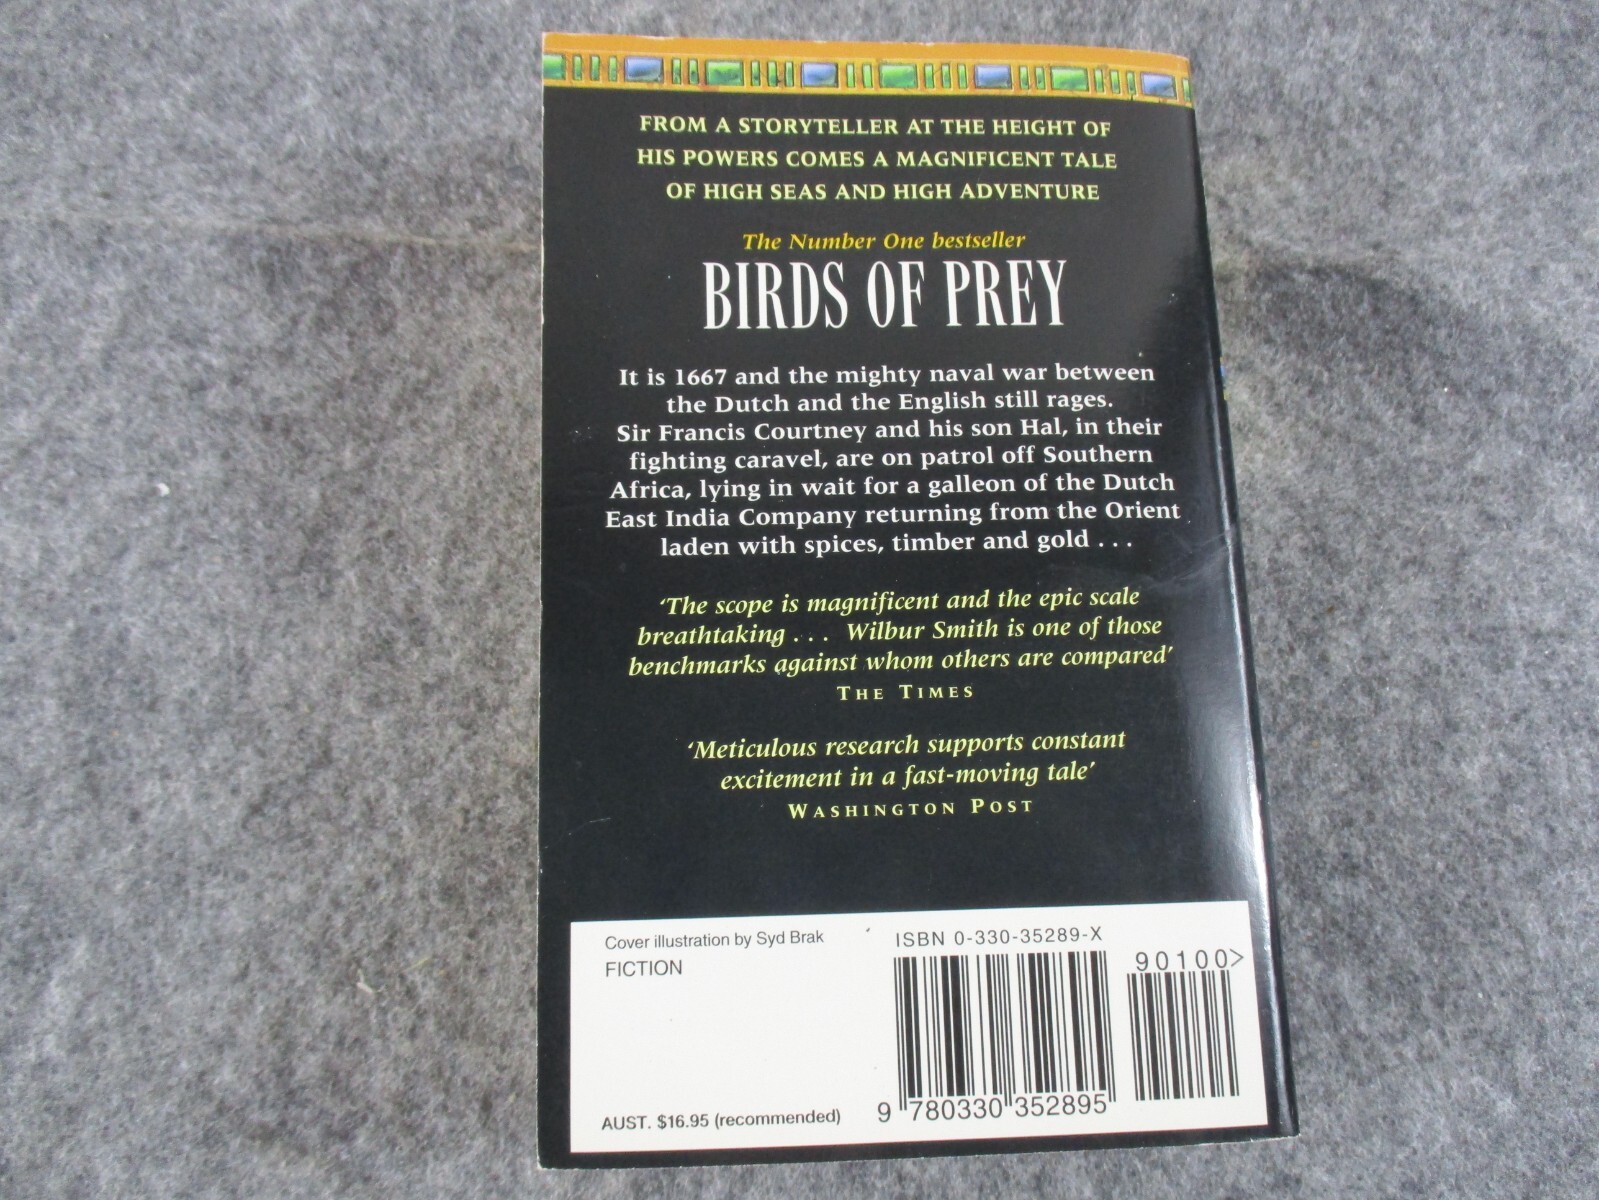 FROM A STORYTELLER AT THE HEIGHT OF
HIS POWERS COMES A MAGNIFICENT TALE
OF HIGH SEAS AND HIGH ADVENTURE
The Number One bestseller
BIRDS OF PREY
It is 1667 and the mighty naval war between
the Dutch and the English still rages.
Sir Francis Courtney and his son Hal, in their
fighting caravel, are on patrol off Southern
Africa, lying in wait for a galleon of the Dutch
East India Company returning from the Orient
laden with spices, timber and gold . . .
‘The scope is magnificent and the epic scale
breathtaking . . . Wilbur Smith is one of those
benchmarks against whom others are compared’
THE TIMES
‘Meticulous research supports constant
excitement in a fast-moving tale’
WASHINGTON POST
Cover illustration by Syd Brak
FICTION
AUST. $16.95 (recommended)
ISBN 0-330-35289-X
90100>
9 780330 352895